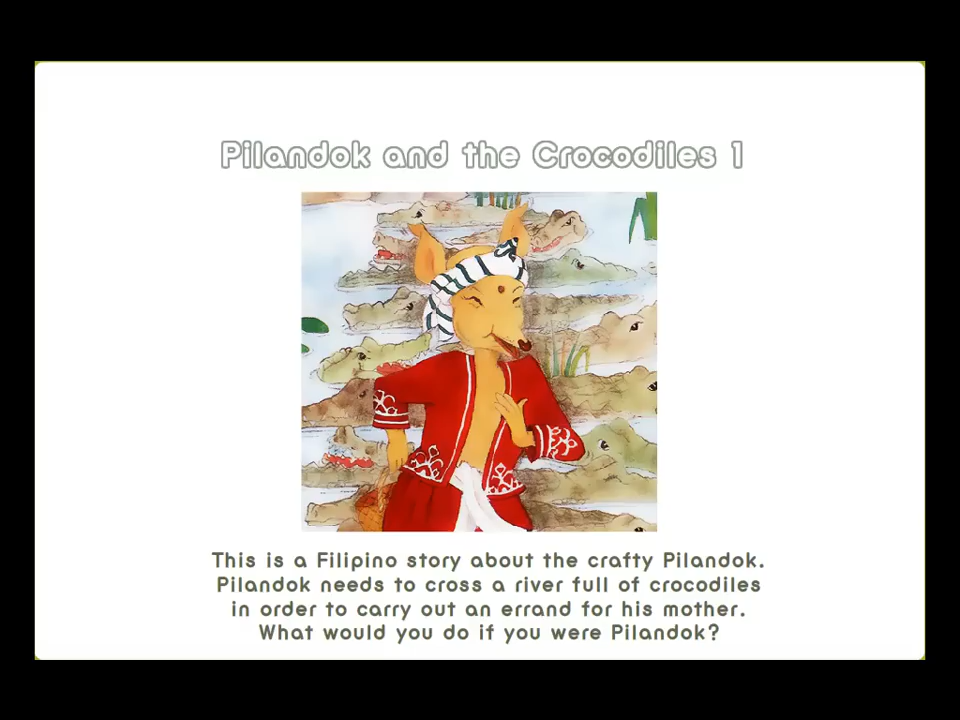 Pilandok and the Crocodiles 1
This is a Filipino story about the crafty Pilandok.
Pilandok needs to cross a river full of crocodiles
in order to carry out an errand for his mother.
What would you do if you were Pilandok?